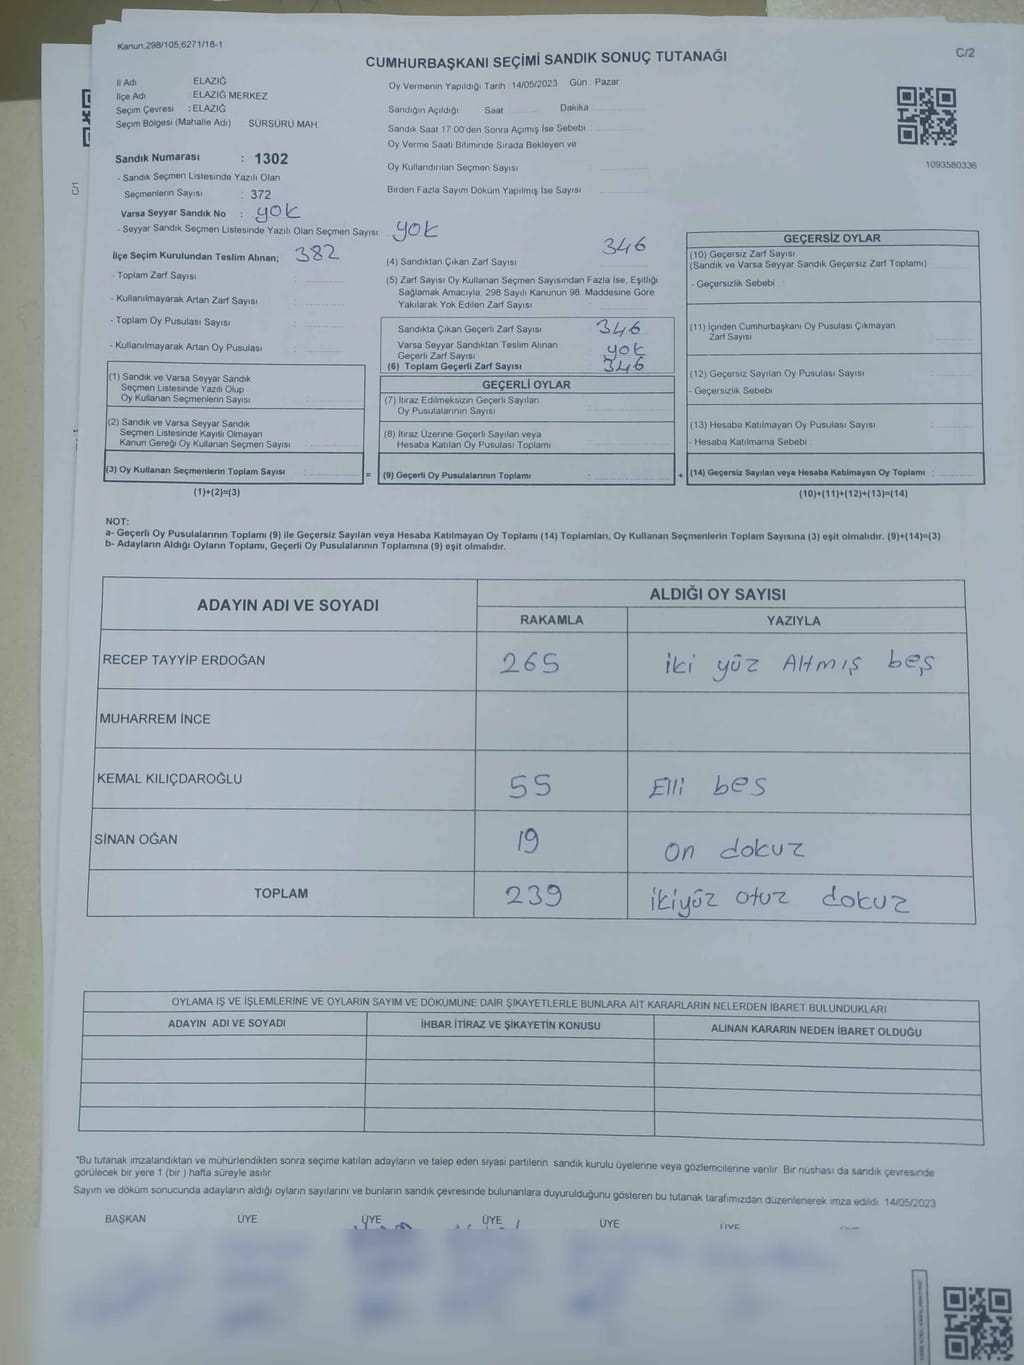 Kanun;298/105,6271/18-1
C/2
CUMHURBAŞKANI SEÇİMİ SANDIK SONUÇ TUTANAĞI
İl Adı ELAZIĞ
İlçe Adı : ELAZIĞ MERKEZ
Seçim Çevresi : ELAZIĞ
Seçim Bölgesi (Mahalle Adı) SÜRSÜRÜ MAH.
Oy Vermenin Yapıldığı Tarih 14/05/2023 Gün Pazar
Sandığın Açıldığı Saat Dakika
Sandık Saat 17.00'den Sonra Açımış İse Sebebi :
Oy Verme Saati Bitiminde Sırada Bekleyen ve
Oy Kullandırılan Seçmen Sayısı
Birden Fazla Sayım Döküm Yapılmış İse Sayısı
1093580336
C/1
Sandık Numarası : 1302
- Sandık Seçmen Listesinde Yazılı Olan
Seçmenlerin Sayısı : 372
Varsa Seyyar Sandık No : yok
- Seyyar Sandık Seçmen Listesinde Yazılı Olan Seçmen Sayısı yok
İlçe Seçim Kurulundan Teslim Alınan; 382
- Toplam Zarf Sayısı :
- Kullanılmayarak Artan Zarf Sayısı :
- Toplam Oy Pusulası Sayısı :
- Kullanılmayarak Artan Oy Pusulası :
(1) Sandık ve Varsa Seyyar Sandık
Seçmen Listesinde Yazılı Olup
Oy Kullanan Seçmenlerin Sayısı :
(2) Sandık ve Varsa Seyyar Sandık
Seçmen Listesinde Kayıtlı Olmayan
Kanun Gereği Oy Kullanan Seçmen Sayısı :
(3) Oy Kullanan Seçmenlerin Toplam Sayısı :
(1)+(2)=(3)
346
(4) Sandıktan Çıkan Zarf Sayısı
(5) Zarf Sayısı Oy Kullanan Seçmen Sayısından Fazla İse, Eşitliği
Sağlamak Amacıyla; 298 Sayılı Kanunun 98. Maddesine Göre
Yakılarak Yok Edilen Zarf Sayısı
Sandıkta Çıkan Geçerli Zarf Sayısı 346
Varsa Seyyar Sandıktan Teslim Alınan
Geçerli Zarf Sayısı yok
(6) Toplam Geçerli Zarf Sayısı 346
GEÇERLİ OYLAR
(7) İtiraz Edilmeksizin Geçerli Sayılan
Oy Pusulalarının Sayısı :
(8) İtiraz Üzerine Geçerli Sayılan veya
Hesaba Katılan Oy Pusulası Toplamı :
= (9) Geçerli Oy Pusulalarının Toplamı :
GEÇERSİZ OYLAR
(10) Geçersiz Zarf Sayısı
(Sandık ve Varsa Seyyar Sandık Geçersiz Zarf Toplamı) :
- Geçersizlik Sebebi :
(11) İçinden Cumhurbaşkanı Oy Pusulası Çıkmayan
Zarf Sayısı :
(12) Geçersiz Sayılan Oy Pusulası Sayısı :
- Geçersizlik Sebebi
(13) Hesaba Katılmayan Oy Pusulası Sayısı :
- Hesaba Katılmama Sebebi :
+ (14) Geçersiz Sayılan veya Hesaba Katılmayan Oy Toplamı :
(10)+(11)+(12)+(13)=(14)
NOT:
a- Geçerli Oy Pusulalarının Toplamı (9) ile Geçersiz Sayılan veya Hesaba Katılmayan Oy Toplamı (14) Toplamları, Oy Kullanan Seçmenlerin Toplam Sayısına (3) eşit olmalıdır. (9)+(14)=(3)
b- Adayların Aldığı Oyların Toplamı, Geçerli Oy Pusulalarının Toplamına (9) eşit olmalıdır.
ADAYIN ADI VE SOYADI ALDIĞI OY SAYISI
RAKAMLA YAZIYLA
RECEP TAYYİP ERDOĞAN 265 iki yüz Altmış beş
MUHARREM İNCE
KEMAL KILIÇDAROĞLU 55 Elli bes
SİNAN OĞAN 19 on dokuz
TOPLAM 239 ikiyüz otuz dokuz
OYLAMA İŞ VE İŞLEMLERİNE VE OYLARIN SAYIM VE DÖKÜMÜNE DAİR ŞİKAYETLERLE BUNLARA AİT KARARLARIN NELERDEN İBARET BULUNDUKLARI
ADAYIN ADI VE SOYADI İHBAR İTİRAZ VE ŞİKAYETİN KONUSU ALINAN KARARIN NEDEN İBARET OLDUĞU
*Bu tutanak imzalandıktan ve mühürlendikten sonra seçime katılan adayların ve talep eden siyasi partilerin sandık kurulu üyelerine veya gözlemcilerine verilir. Bir nüshası da sandık çevresinde
görülecek bir yere 1 (bir ) hafta süreyle asılır.
Sayım ve döküm sonucunda adayların aldığı oyların sayılarını ve bunların sandık çevresinde bulunanlara duyurulduğunu gösteren bu tutanak tarafımızdan düzenlenerek imza edildi. 14/05/2023
BAŞKAN ÜYE ÜYE ÜYE ÜYE ÜYE